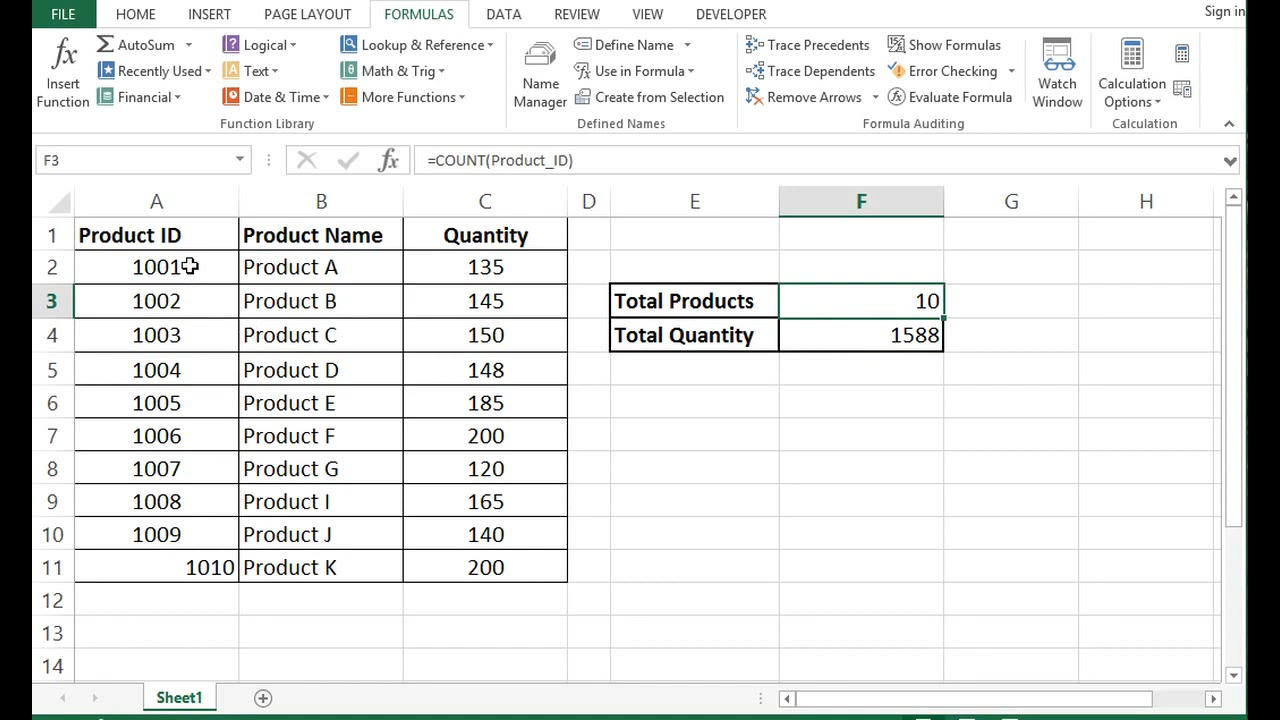 FILE HOME INSERT PAGE LAYOUT FORMULAS DATA REVIEW VIEW DEVELOPER Sign in
fx Insert Function
AutoSum Logical Lookup & Reference
Recently Used Text Math & Trig
Financial Date & Time More Functions
Function Library
Name Manager
Define Name
Use in Formula
Create from Selection
Defined Names
Trace Precedents Show Formulas
Trace Dependents Error Checking
Remove Arrows Evaluate Formula
Formula Auditing
Watch Window
Calculation Options
Calculation
F3 fx =COUNT(Product_ID)
A B C D E F G H
1 Product ID Product Name Quantity
2 1001 Product A 135
3 1002 Product B 145 Total Products 10
4 1003 Product C 150 Total Quantity 1588
5 1004 Product D 148
6 1005 Product E 185
7 1006 Product F 200
8 1007 Product G 120
9 1008 Product I 165
10 1009 Product J 140
11 1010 Product K 200
12
13
14
Sheet1